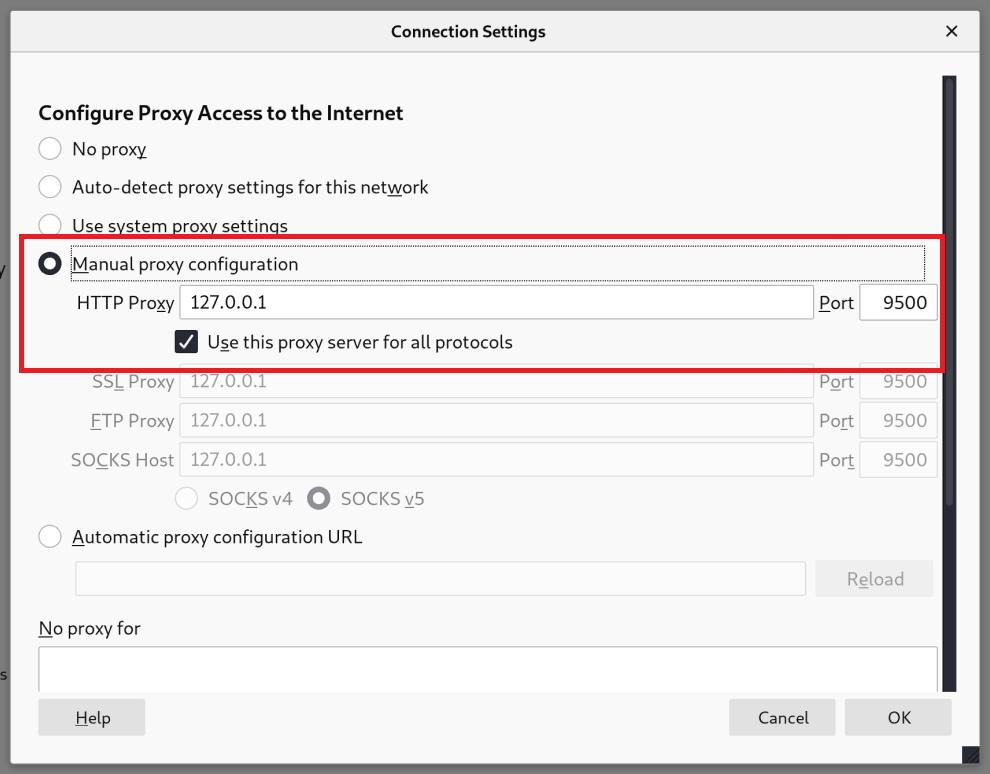 Connection Settings
Configure Proxy Access to the Internet
No proxy
Auto-detect proxy settings for this network
Use system proxy settings
y
Manual proxy configuration
HTTP Proxy 127.0.0.1 Port 9500
Use this proxy server for all protocols
SSL Proxy 127.0.0.1 Port 9500
FTP Proxy 127.0.0.1 Port 9500
SOCKS Host 127.0.0.1 Port 9500
SOCKS v4 SOCKS v5
Automatic proxy configuration URL
Reload
No proxy for
s
Help Cancel OK